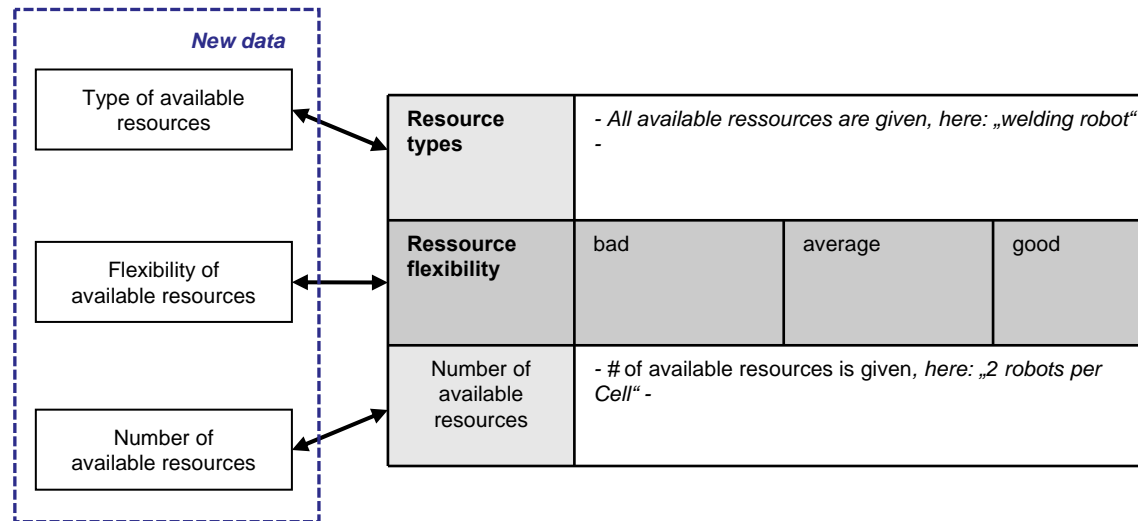 New data
Type of available
resources
Flexibility of
available resources
Number of
available resources
Resource
types
- All available ressources are given, here: „welding robot“
-
Ressource
flexibility
bad
average
good
Number of
available
resources
- # of available resources is given, here: „2 robots per
Cell“ -